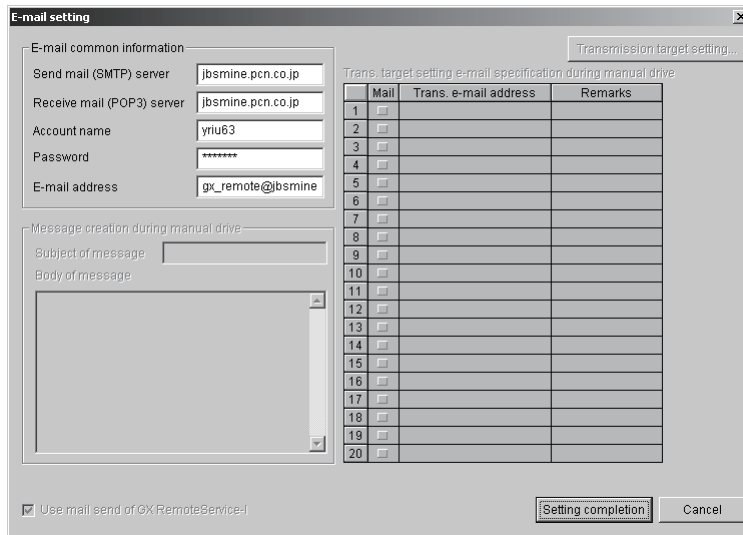 E-mail setting
E-mail common information
Send mail (SMTP) server jbsmine.pcn.co.jp
Receive mail (POP3) server jbsmine.pcn.co.jp
Account name yriu63
Password *******
E-mail address gx_remote@jbsmine
Message creation during manual drive
Subject of message
Body of message
Transmission target setting...
Trans. target setting e-mail specification during manual drive
Mail Trans. e-mail address Remarks
1
2
3
4
5
6
7
8
9
10
11
12
13
14
15
16
17
18
19
20
Use mail send of GX RemoteService-I
Setting completion Cancel